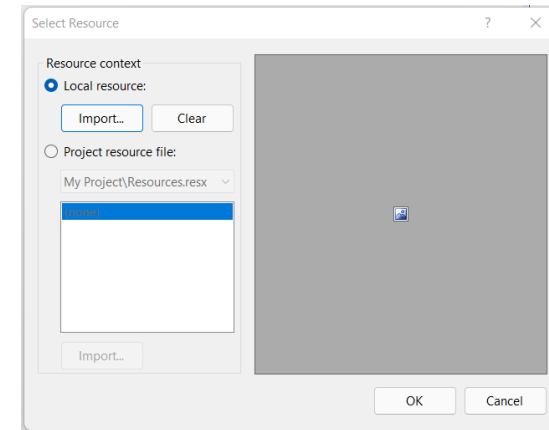 Select Resource ?
Resource context
Local resource:
Import...
Clear
Project resource file:
My Project\Resources.resx
(none)
Import...
OK
Cancel